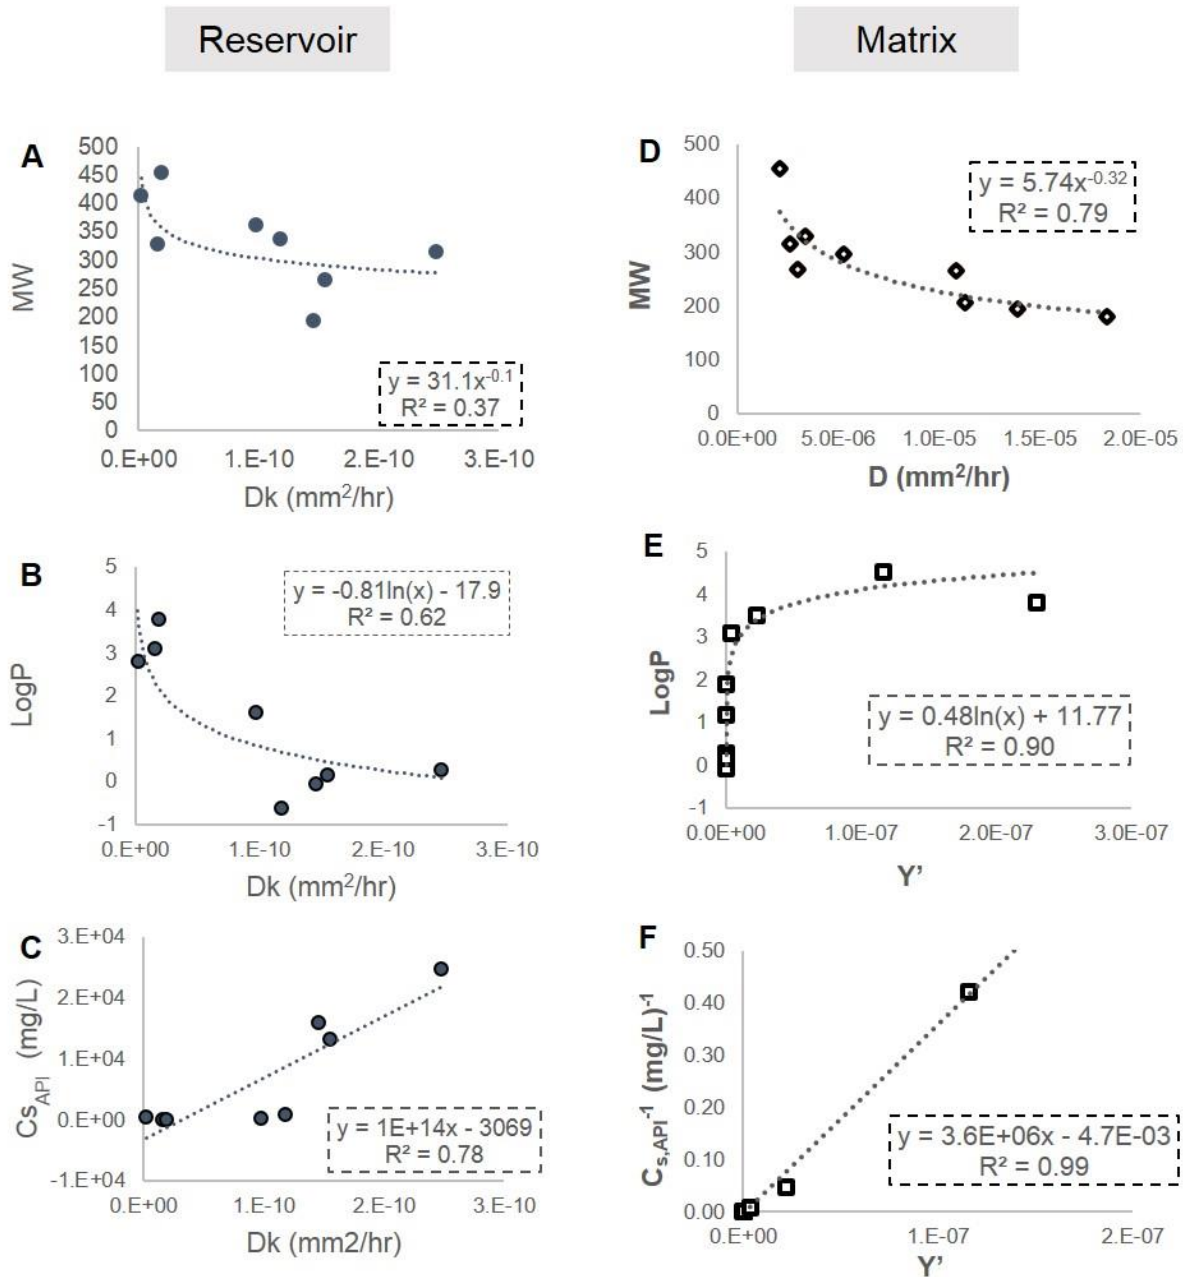 Reservoir
Matrix
A
500
450
400
350
300
250
200
150
100
50
0
MW
y = 31.1x^-0.1
R² = 0.37
0.E+00 1.E-10 2.E-10 3.E-10
Dk (mm²/hr)
D
500
400
300
200
100
0
MW
y = 5.74x^-0.32
R² = 0.79
0.0E+00 5.0E-06 1.0E-05 1.5E-05 2.0E-05
D (mm²/hr)
B
5
4
3
2
1
0
-1
LogP
y = -0.81ln(x) - 17.9
R² = 0.62
0.E+00 1.E-10 2.E-10 3.E-10
Dk (mm²/hr)
E
5
4
3
2
1
0
-1
LogP
y = 0.48ln(x) + 11.77
R² = 0.90
0.0E+00 1.0E-07 2.0E-07 3.0E-07
Y’
C
3.E+04
2.E+04
1.E+04
0.E+00
-1.E+04
Cs_API (mg/L)
y = 1E+14x - 3069
R² = 0.78
0.E+00 1.E-10 2.E-10 3.E-10
Dk (mm2/hr)
F
0.50
0.40
0.30
0.20
0.10
0.00
C_s,API^-1 (mg/L)^-1
y = 3.6E+06x - 4.7E-03
R² = 0.99
0.E+00 1.E-07 2.E-07
Y’